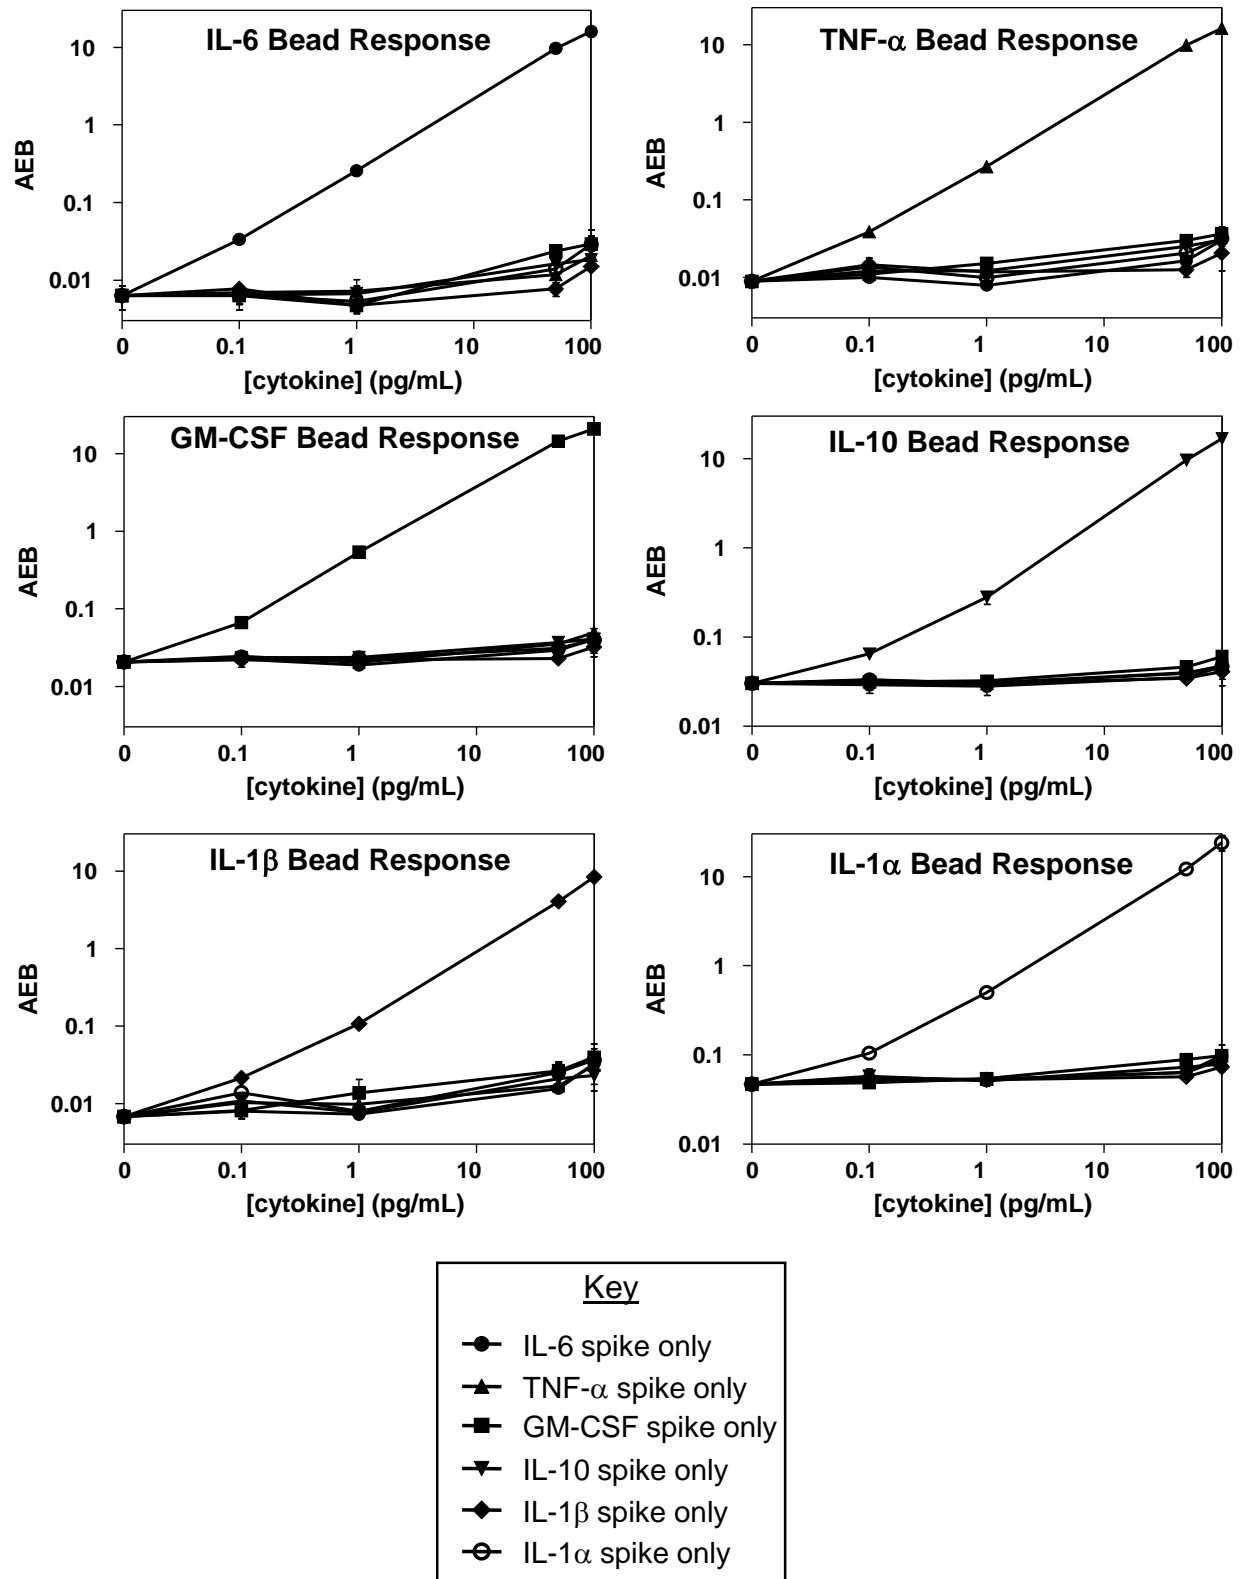 IL-6 Bead Response
AEB
10
1
0.1
0.01
0 0.1 1 10 100
[cytokine] (pg/mL)
TNF-α Bead Response
AEB
10
1
0.1
0.01
0 0.1 1 10 100
[cytokine] (pg/mL)
GM-CSF Bead Response
AEB
10
1
0.1
0.01
0 0.1 1 10 100
[cytokine] (pg/mL)
IL-10 Bead Response
AEB
10
1
0.1
0.01
0 0.1 1 10 100
[cytokine] (pg/mL)
IL-1β Bead Response
AEB
10
1
0.1
0.01
0 0.1 1 10 100
[cytokine] (pg/mL)
IL-1α Bead Response
AEB
10
1
0.1
0.01
0 0.1 1 10 100
[cytokine] (pg/mL)
Key
IL-6 spike only
TNF-α spike only
GM-CSF spike only
IL-10 spike only
IL-1β spike only
IL-1α spike only